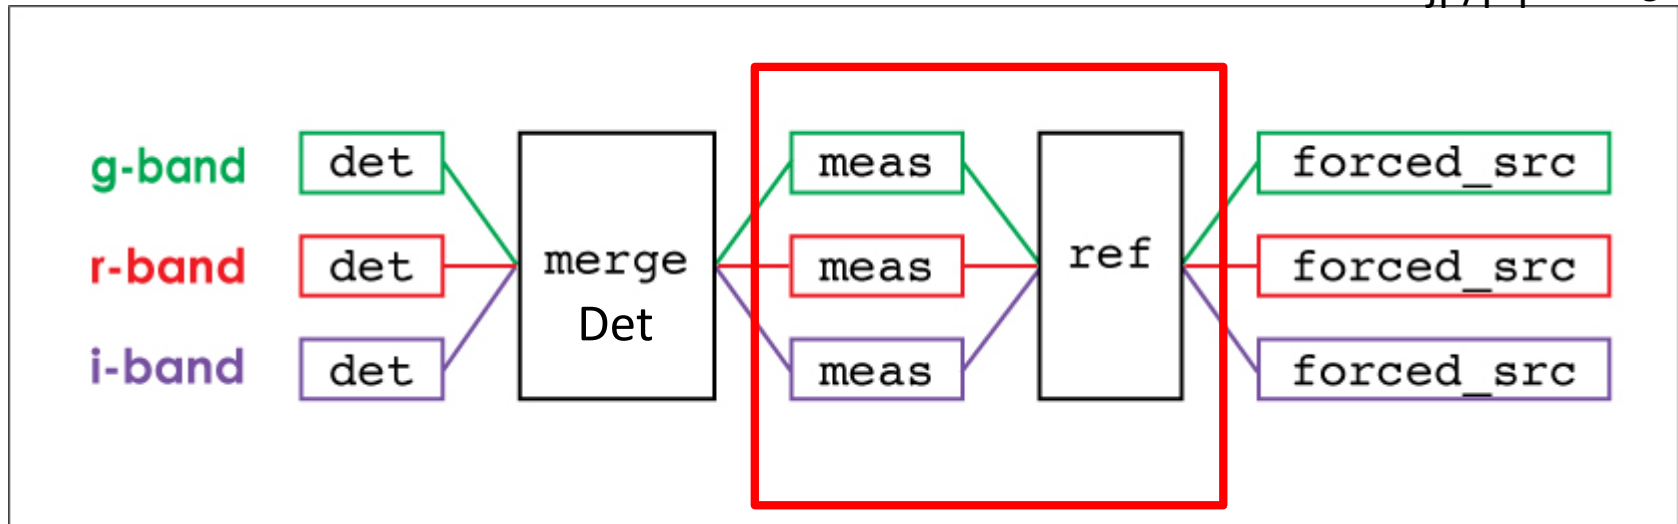 g-band det meas forced_src
merge ref
r-band det meas forced_src
Det
i-band det meas forced_src